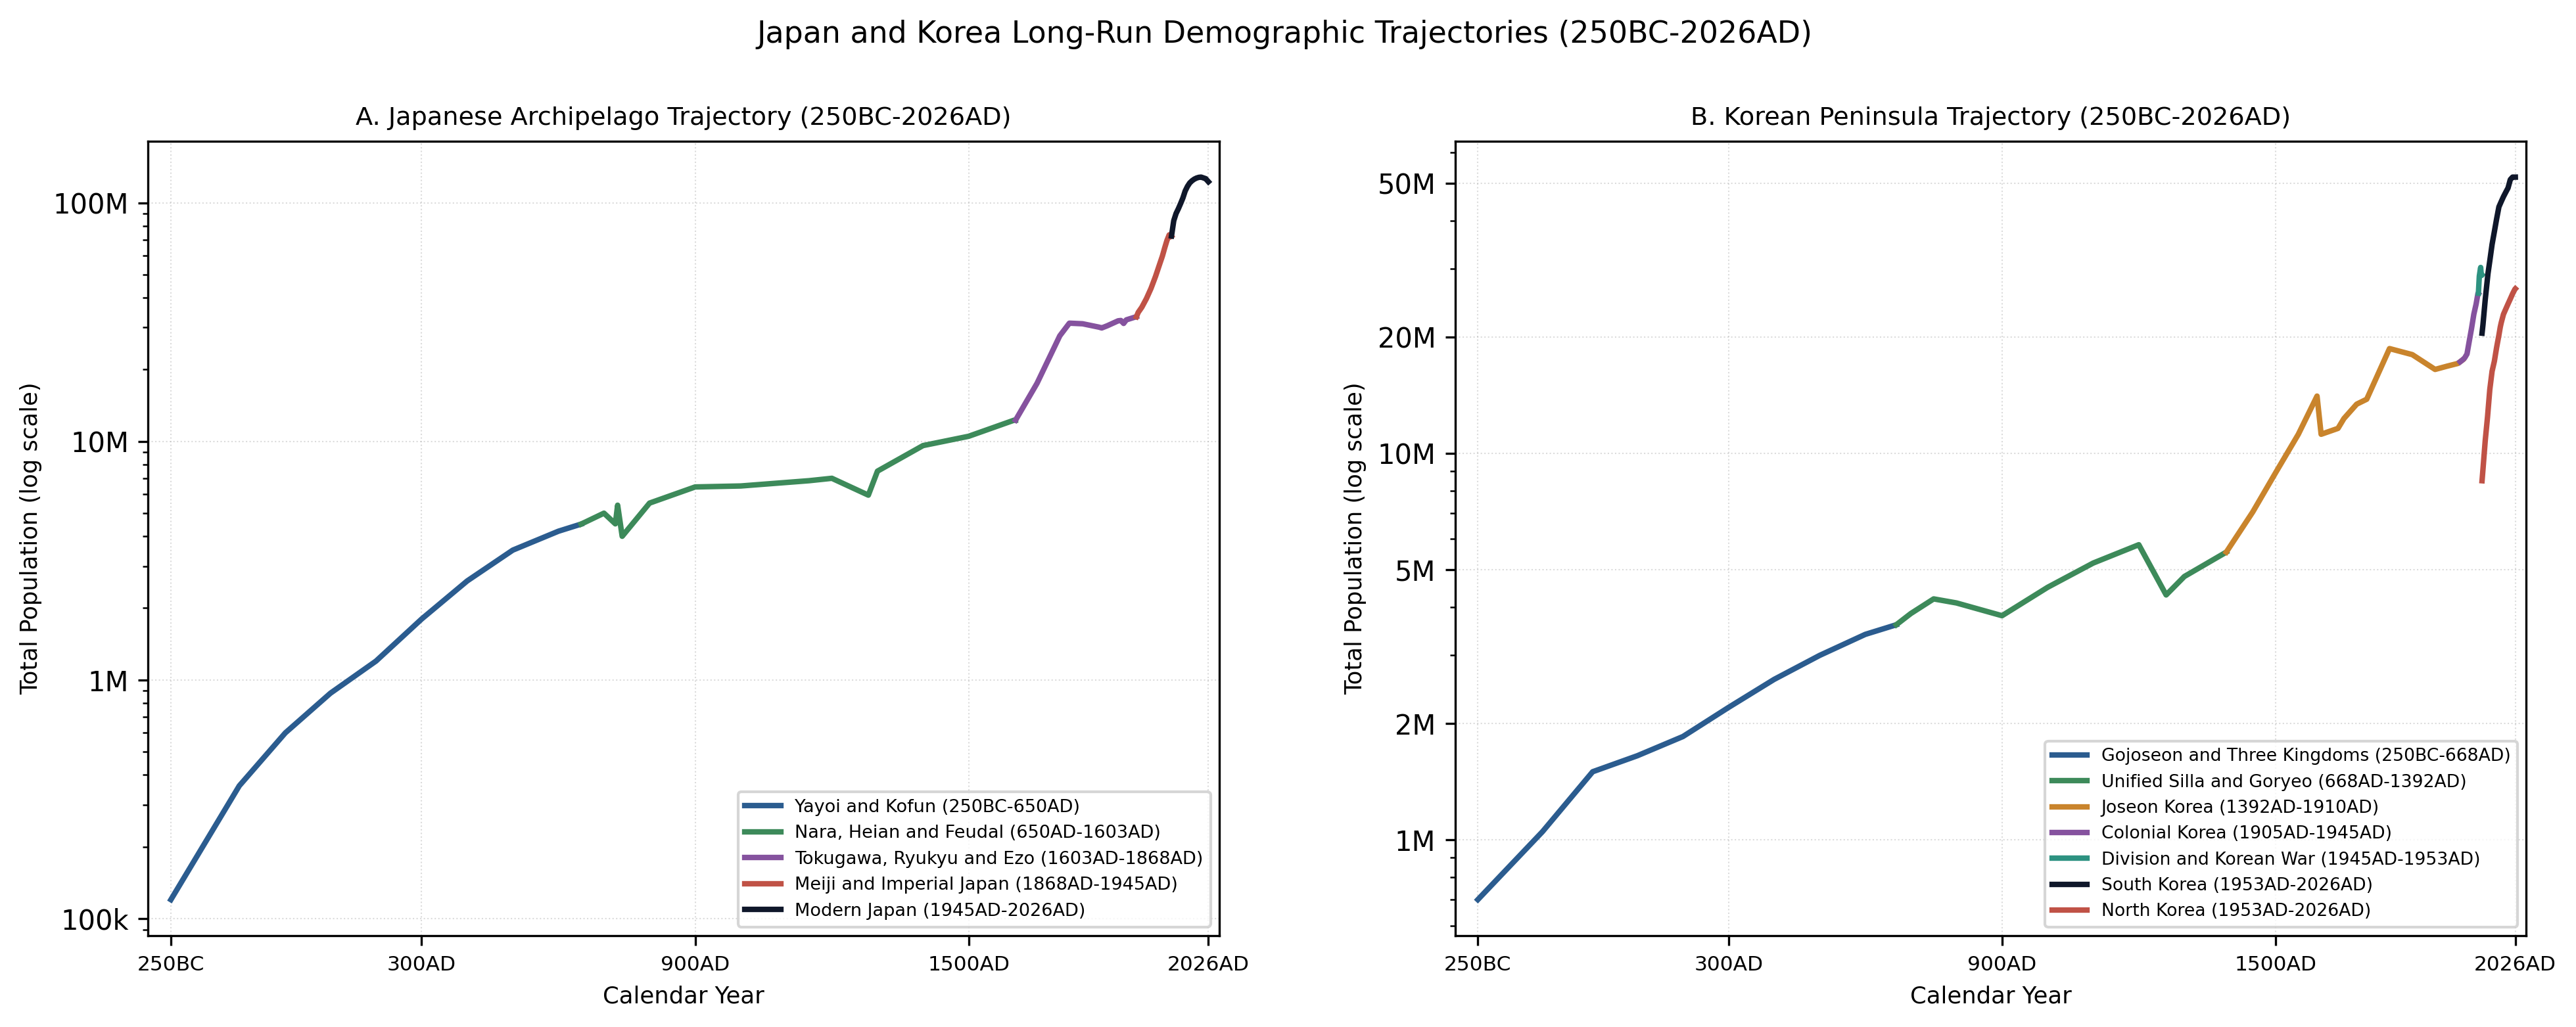 Japan and Korea Long-Run Demographic Trajectories (250BC-2026AD)
A. Japanese Archipelago Trajectory (250BC-2026AD)
Total Population (log scale)
100M
10M
1M
100k
250BC
300AD
900AD
1500AD
2026AD
Calendar Year
Yayoi and Kofun (250BC-650AD)
Nara, Heian and Feudal (650AD-1603AD)
Tokugawa, Ryukyu and Ezo (1603AD-1868AD)
Meiji and Imperial Japan (1868AD-1945AD)
Modern Japan (1945AD-2026AD)
B. Korean Peninsula Trajectory (250BC-2026AD)
Total Population (log scale)
50M
20M
10M
5M
2M
1M
250BC
300AD
900AD
1500AD
2026AD
Calendar Year
Gojoseon and Three Kingdoms (250BC-668AD)
Unified Silla and Goryeo (668AD-1392AD)
Joseon Korea (1392AD-1910AD)
Colonial Korea (1905AD-1945AD)
Division and Korean War (1945AD-1953AD)
South Korea (1953AD-2026AD)
North Korea (1953AD-2026AD)